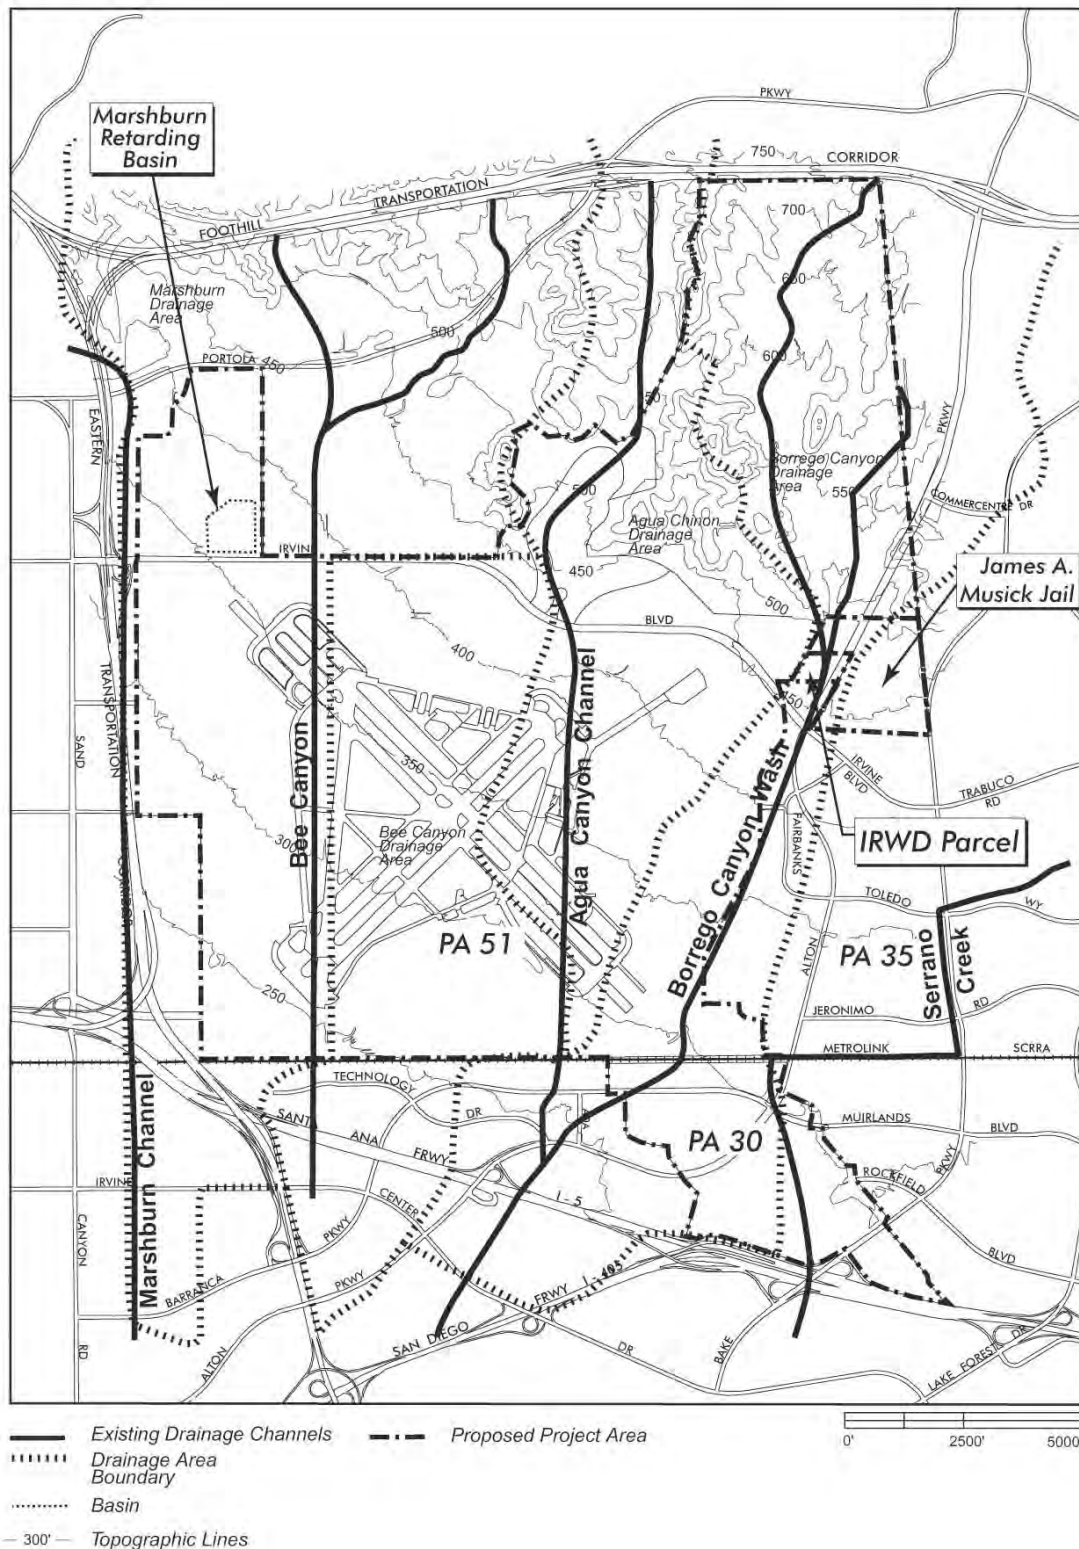 PKWY
Marshburn
Retarding
Basin
750
CORRIDOR
TRANSPORTATION
FOOTHILL
700
650
Marshburn
Drainage
Area
500
600
PORTOLA
450
EASTERN
PKWY
Borrego Canyon
Drainage
Area
550
500
COMMERCENTRE
DR
Agua Chinon
Drainage
Area
IRVINE
450
James A.
Musick Jail
500
BLVD
400
450
TRANSPORTATION
SAND
Bee Canyon
350
Agua Canyon Channel
Borrego Canyon Wash
IRVINE
BLVD
TRABUCO
RD
FAIRBANKS
300
Bee Canyon
Drainage
Area
IRWD Parcel
CORRIDOR
TOLEDO
WY
PA 51
ALTON
PA 35
Serrano
Creek
250
JERONIMO
RD
METROLINK
SCRRA
TECHNOLOGY
DR
SANTA
ANA
FRWY
MUIRLANDS
BLVD
PA 30
Marshburn Channel
IRVINE
CENTER
I - 5
ROCKFIELD
PKWY
CANYON
PKWY
BLVD
BARRANCA
PKWY
I - 405
FRWY
SAN DIEGO
RD
ALTON
DR
BAKE
LAKE FOREST
DR
Existing Drainage Channels
Proposed Project Area
0'
2500'
5000
Drainage Area
Boundary
Basin
300'
Topographic Lines